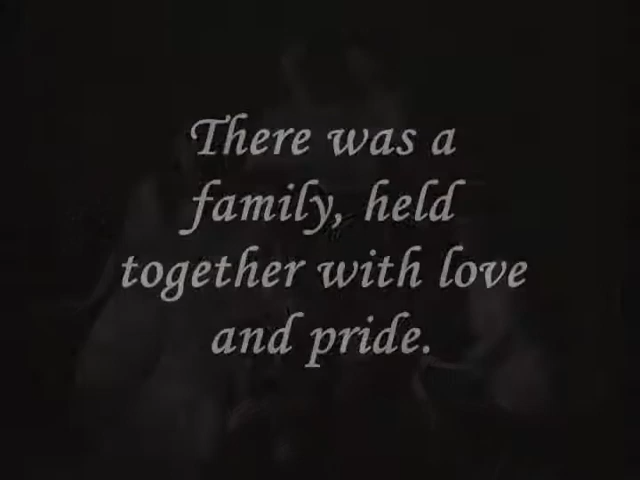 There was a
family, held
together with love
and pride.